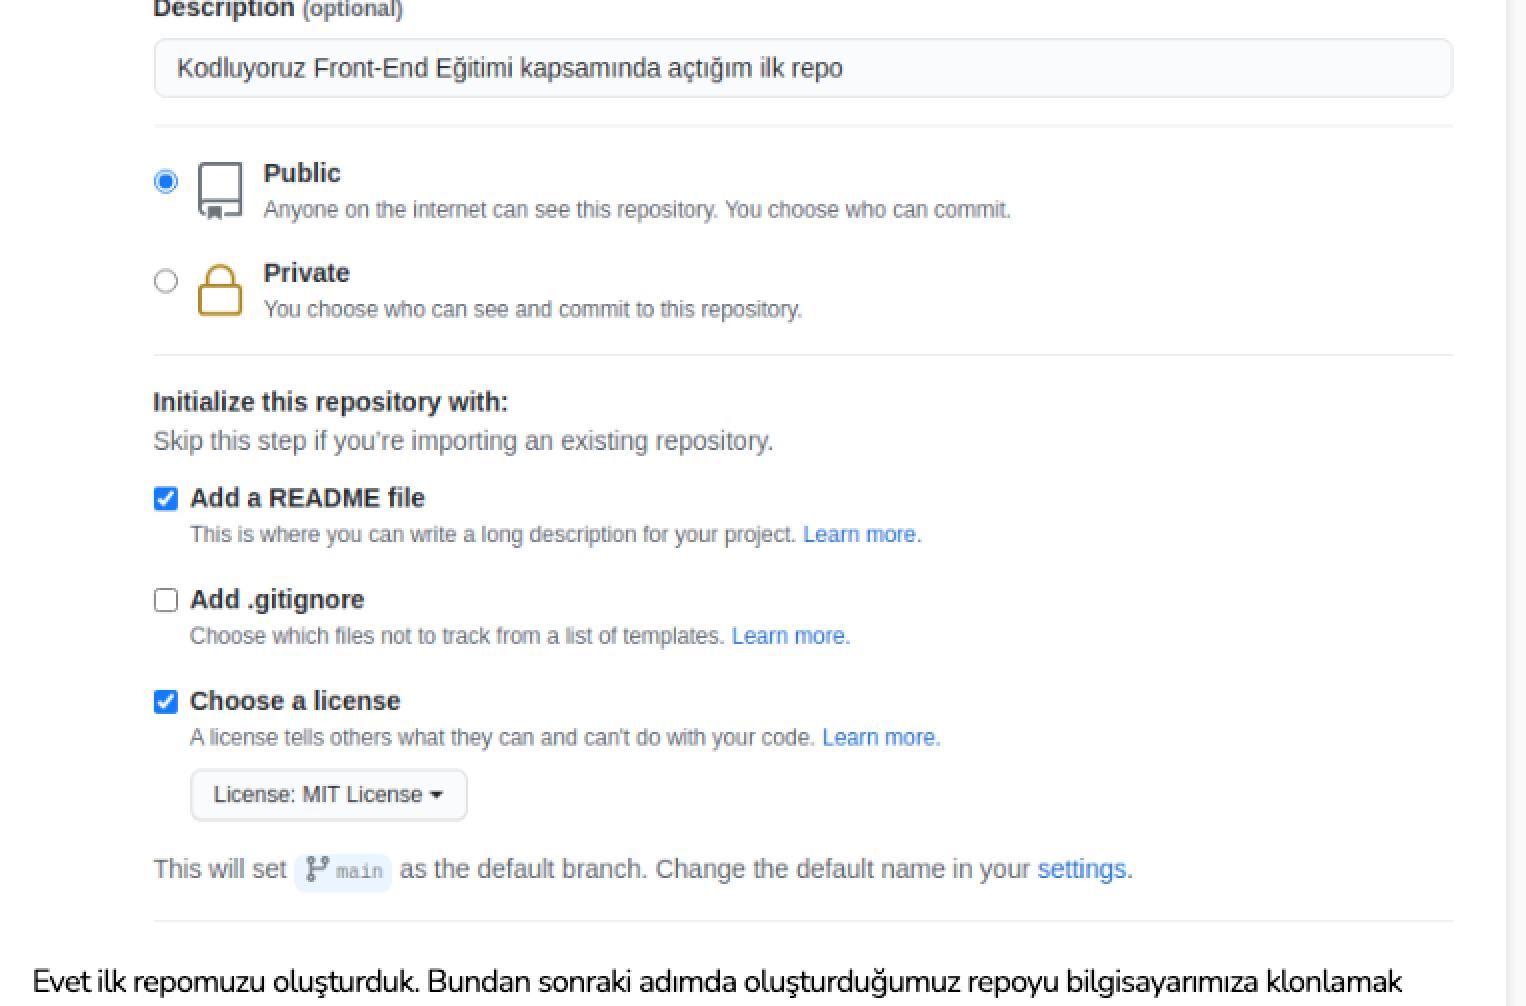 Description (optional)
Kodluyoruz Front-End Eğitimi kapsamında açtığım ilk repo
Public
Anyone on the internet can see this repository. You choose who can commit.
Private
You choose who can see and commit to this repository.
Initialize this repository with:
Skip this step if you’re importing an existing repository.
Add a README file
This is where you can write a long description for your project. Learn more.
Add .gitignore
Choose which files not to track from a list of templates. Learn more.
Choose a license
A license tells others what they can and can't do with your code. Learn more.
License: MIT License
This will set main as the default branch. Change the default name in your settings.
Evet ilk repomuzu oluşturduk. Bundan sonraki adımda oluşturduğumuz repoyu bilgisayarımıza klonlamak